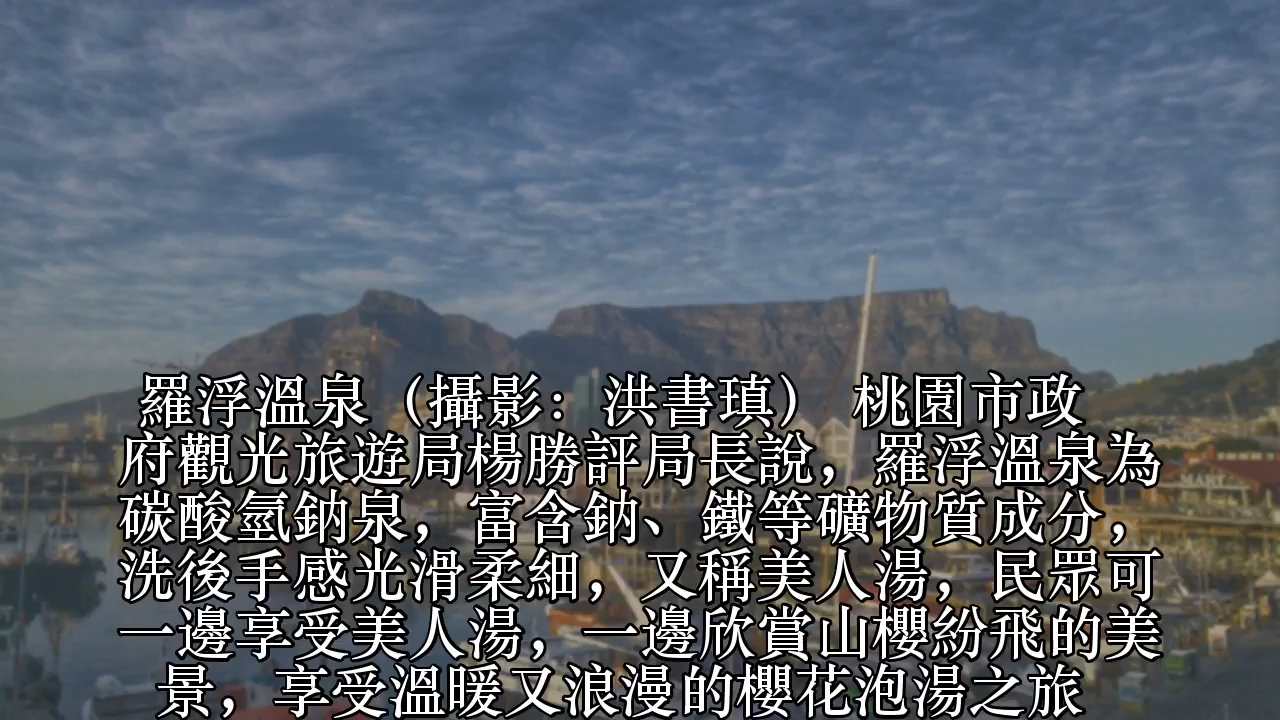 羅浮溫泉（攝影：洪書瑱） 桃園市政
府觀光旅遊局楊勝評局長說，羅浮溫泉為
碳酸氫鈉泉，富含鈉、鐵等礦物質成分，
洗後手感光滑柔細，又稱美人湯，民眾可
一邊享受美人湯，一邊欣賞山櫻紛飛的美
景，享受溫暖又浪漫的櫻花泡湯之旅